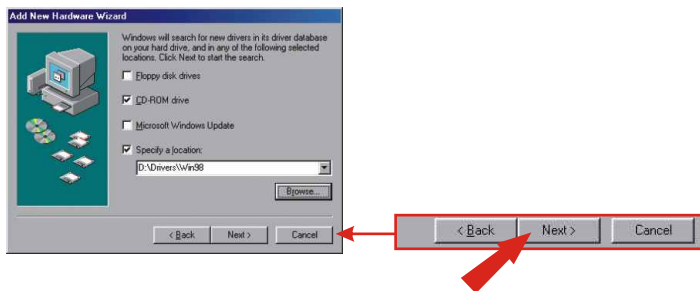 Add New Hardware Wizard
Windows will search for new drivers in its driver database
on your hard drive, and in any of the following selected
locations. Click Next to start the search.
Floppy disk drives
CD-ROM drive
Microsoft Windows Update
Specify a location:
D:\Drivers\Win98
Browse...
< Back Next > Cancel
< Back Next > Cancel